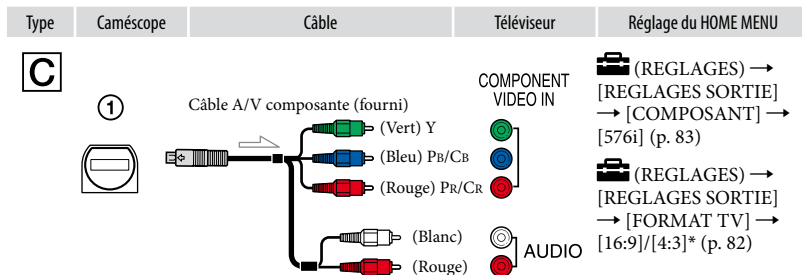 Type Caméscope Câble Téléviseur Réglage du HOME MENU
C
①
Câble A/V composante (fourni)
(Vert) Y
(Bleu) PB/CB
(Rouge) PR/CR
(Blanc)
(Rouge)
COMPONENT
VIDEO IN
AUDIO
(REGLAGES) →
[REGLAGES SORTIE]
→ [COMPOSANT] →
[576i] (p. 83)
(REGLAGES) →
[REGLAGES SORTIE]
→ [FORMAT TV] →
[16:9]/[4:3]* (p. 82)